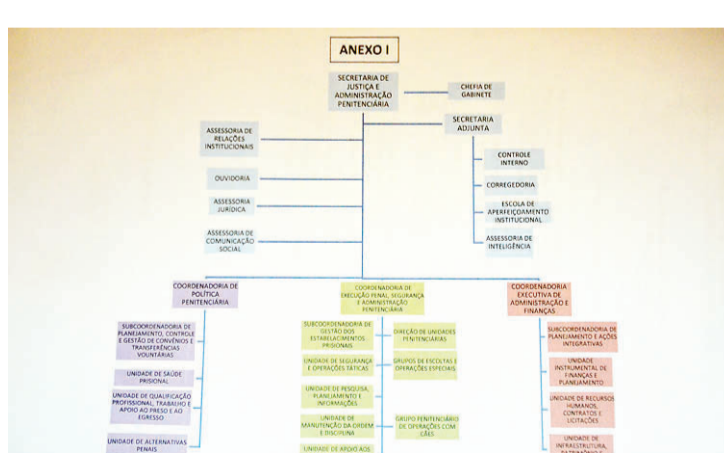 ANEXO I
SECRETARIA DE
JUSTIÇA E
ADMINISTRAÇÃO
PENITENCIÁRIA
CHEFIA DE
GABINETE
SECRETARIA
ADJUNTA
ASSESSORIA DE
RELAÇÕES
INSTITUCIONAIS
CONTROLE
INTERNO
OUVIDORIA
CORREGEDORIA
ASSESSORIA
JURÍDICA
ESCOLA DE
APERFEIÇOAMENTO
INSTITUCIONAL
ASSESSORIA DE
COMUNICAÇÃO
SOCIAL
ASSESSORIA DE
INTELIGÊNCIA
COORDENADORIA DE
POLÍTICA
PENITENCIÁRIA
SUBCOORDENADORIA DE
PLANEJAMENTO, CONTROLE
E GESTÃO DE CONVÊNIOS E
TRANSFERÊNCIAS
VOLUNTÁRIAS
UNIDADE DE SAÚDE
PRISIONAL
UNIDADE DE QUALIFICAÇÃO
PROFISSIONAL, TRABALHO E
APOIO AO PRESO E AO
EGRESSO
UNIDADE DE ALTERNATIVAS
PENAIS
COORDENADORIA DE
EXECUÇÃO PENAL, SEGURANÇA
E ADMINISTRAÇÃO
PENITENCIÁRIA
SUBCOORDENADORIA DE
GESTÃO DOS
ESTABELECIMENTOS
PRISIONAIS
DIREÇÃO DE UNIDADES
PENITENCIÁRIAS
UNIDADE DE SEGURANÇA
E OPERAÇÕES TÁTICAS
GRUPOS DE ESCOLTAS E
OPERAÇÕES ESPECIAIS
UNIDADE DE PESQUISA,
PLANEJAMENTO E
INFORMAÇÕES
UNIDADE DE
MANUTENÇÃO DA ORDEM
E DISCIPLINA
GRUPO PENITENCIÁRIO
DE OPERAÇÕES COM
CÃES
UNIDADE DE APOIO AOS
COORDENADORIA
EXECUTIVA DE
ADMINISTRAÇÃO E
FINANÇAS
SUBCOORDENADORIA DE
PLANEJAMENTO E AÇÕES
INTEGRATIVAS
UNIDADE
INSTRUMENTAL DE
FINANÇAS E
PLANEJAMENTO
UNIDADE DE RECURSOS
HUMANOS,
CONTRATOS E
LICITAÇÕES
UNIDADE DE
INFRAESTRUTURA,